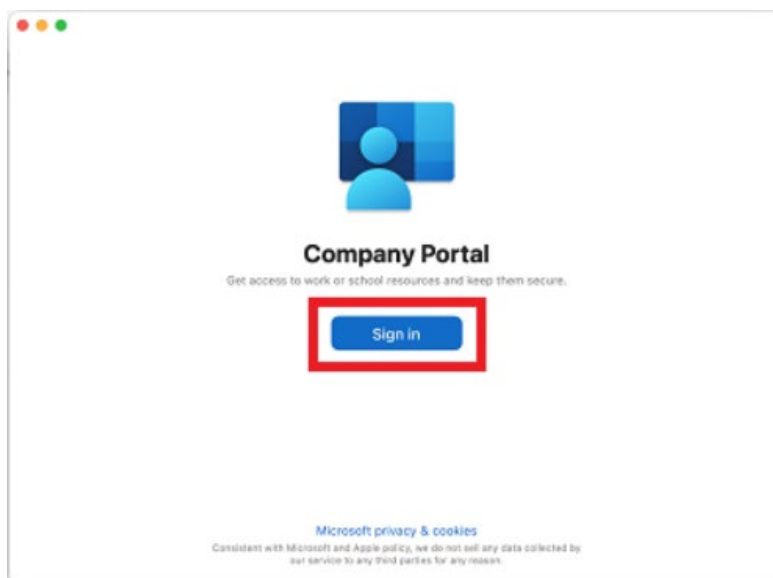 Company Portal
Get access to work or school resources and keep them secure.
Sign in
Microsoft privacy & cookies
Consistent with Microsoft and Apple policy, we do not sell any data collected by
our service to any third parties for any reason.